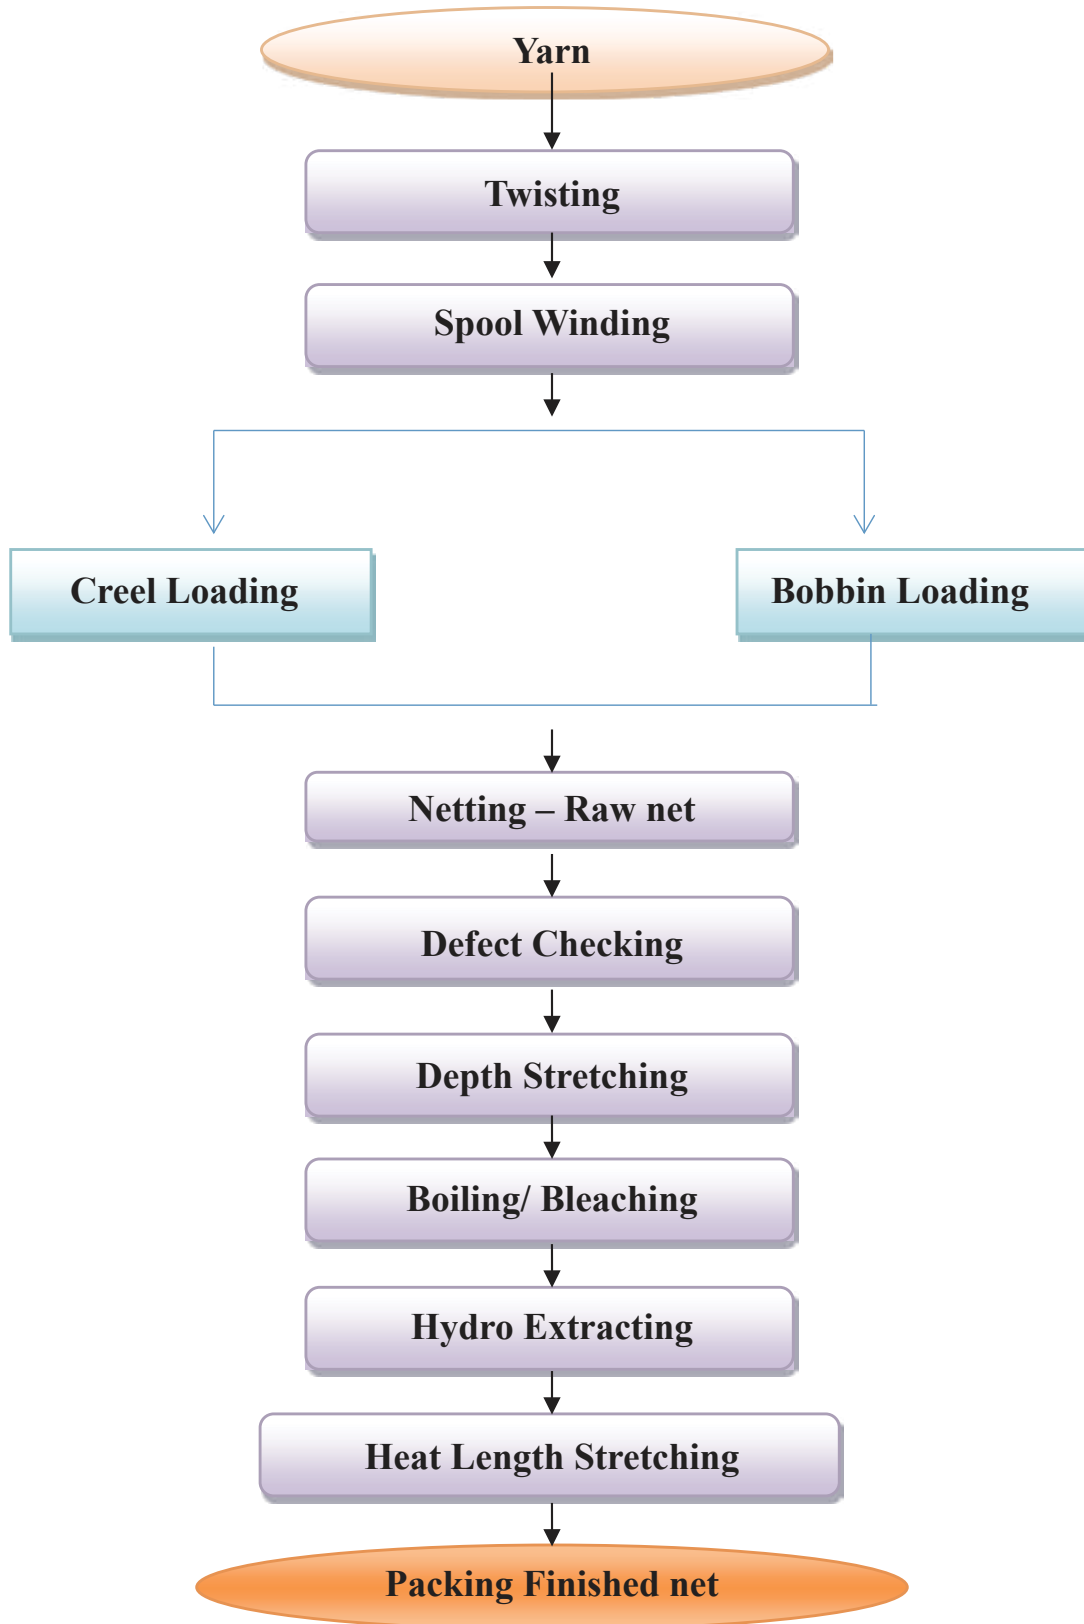 Yarn
Twisting
Spool Winding
Creel Loading
Bobbin Loading
Netting – Raw net
Defect Checking
Depth Stretching
Boiling/ Bleaching
Hydro Extracting
Heat Length Stretching
Packing Finished net